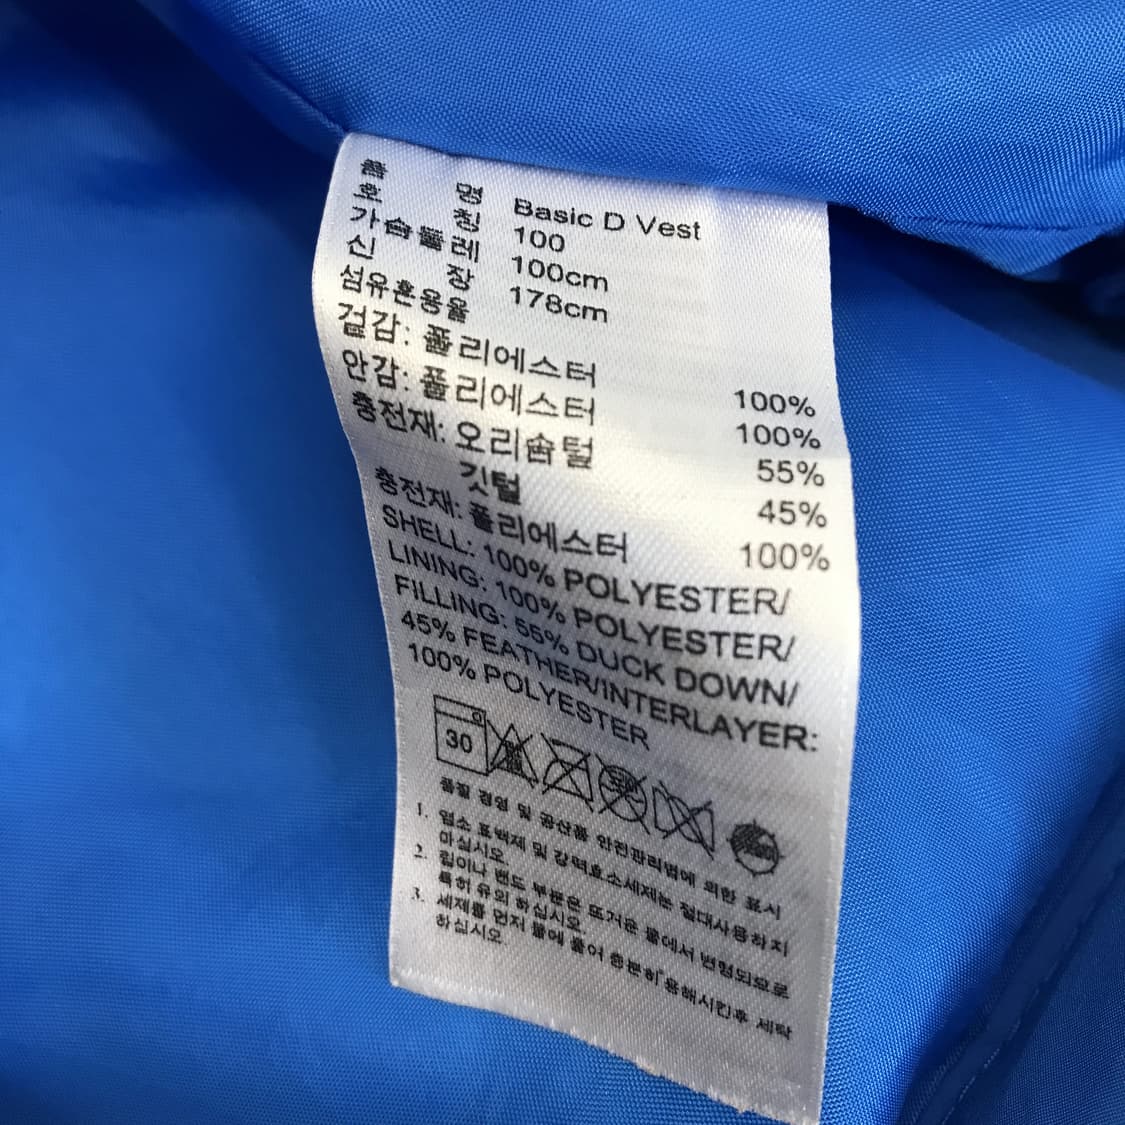 품 명 Basic D Vest
호 칭 100
가슴둘레 100cm
신 장 178cm
섬유혼용율
겉감: 폴리에스터 100%
안감: 폴리에스터 100%
충전재: 오리솜털 55%
깃털 45%
충전재: 폴리에스터 100%
SHELL: 100% POLYESTER/
LINING: 100% POLYESTER/
FILLING: 55% DUCK DOWN/
45% FEATHER/INTERLAYER:
100% POLYESTER
30
품질 경영 및 공산품 안전관리법에 의한 표시
1. 염소 표백제 및 강력효소세제는 절대사용하지
마십시오.
2. 립이나 밴드 부분은 뜨거운 물에서 변형되므로
특히 유의 하십시오.
3. 세제를 먼저 물에 풀어 충분히 용해시킨후 세탁
하십시오.